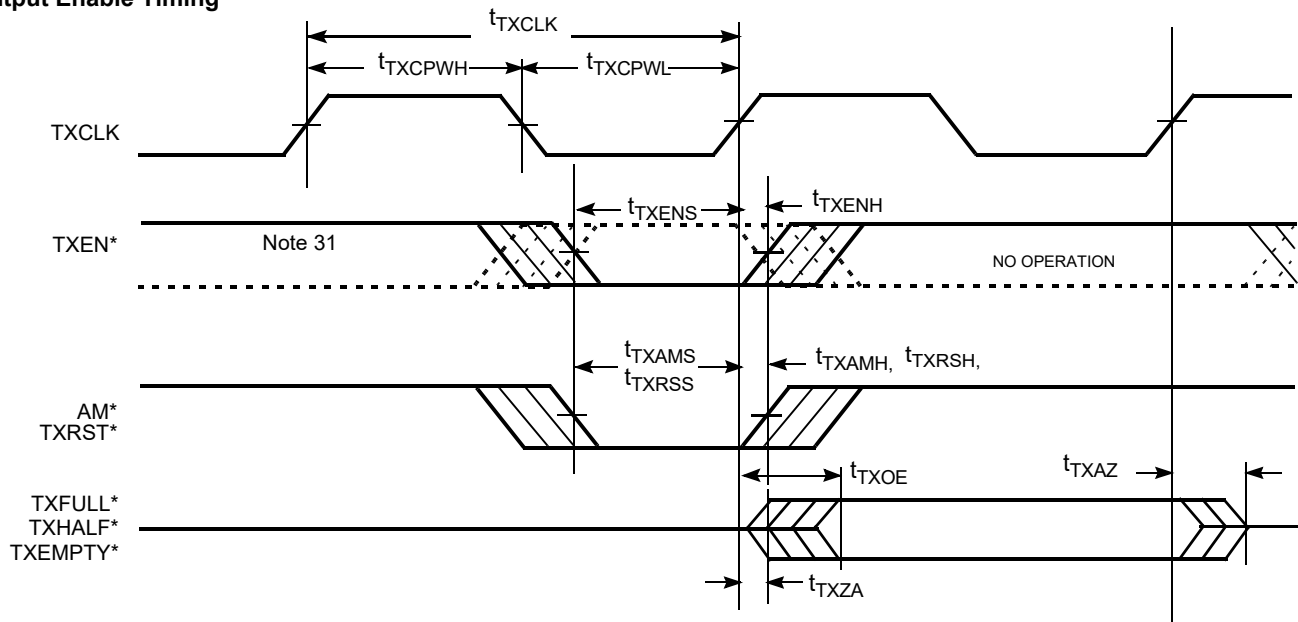 tput Enable Timing
tTXCLK
tTXCPWH
tTXCPWL
TXCLK
tTXENS
tTXENH
TXEN*
Note 31
NO OPERATION
tTXAMS
tTXRSS
tTXAMH, tTXRSH,
AM*
TXRST*
tTXOE
tTXAZ
TXFULL*
TXHALF*
TXEMPTY*
tTXZA